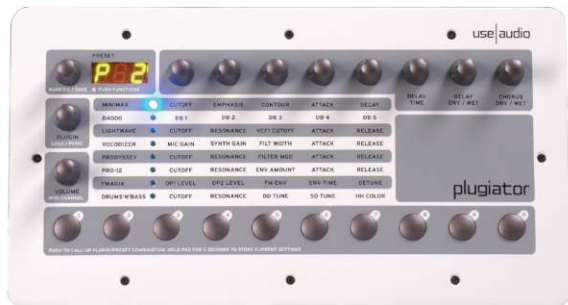 use|audio
PRESET
P 2
NUMERIC / SAVE ◀ PUSH FUNCTIONS
DELAY TIME
DELAY DRY / WET
CHORUS DRY / WET
MINIMAX CUTOFF EMPHASIS CONTOUR ATTACK DECAY
B4000 DB 1 DB 2 DB 3 DB 4 DB 5
LIGHTWAVE CUTOFF RESONANCE VCF1 CUTOFF ATTACK RELEASE
VOCODIZER MIC GAIN SYNTH GAIN FILT WIDTH ATTACK RELEASE
PRODYSSEY CUTOFF RESONANCE FILTER MOD ATTACK RELEASE
PRO-12 CUTOFF RESONANCE ENV AMOUNT ATTACK RELEASE
FMAGIA OP1 LEVEL OP2 LEVEL FM ENV ENV TIME DETUNE
DRUMS'N'BASS CUTOFF RESONANCE BD TUNE SD TUNE HH COLOR
PLUGIN
LOAD / PANIC
VOLUME
MIDI CHANNEL
plugiator
PUSH TO CALL UP PLUGIN/PRESET COMBINATION. HOLD PAD FOR 3 SECONDS TO STORE CURRENT SETTINGS